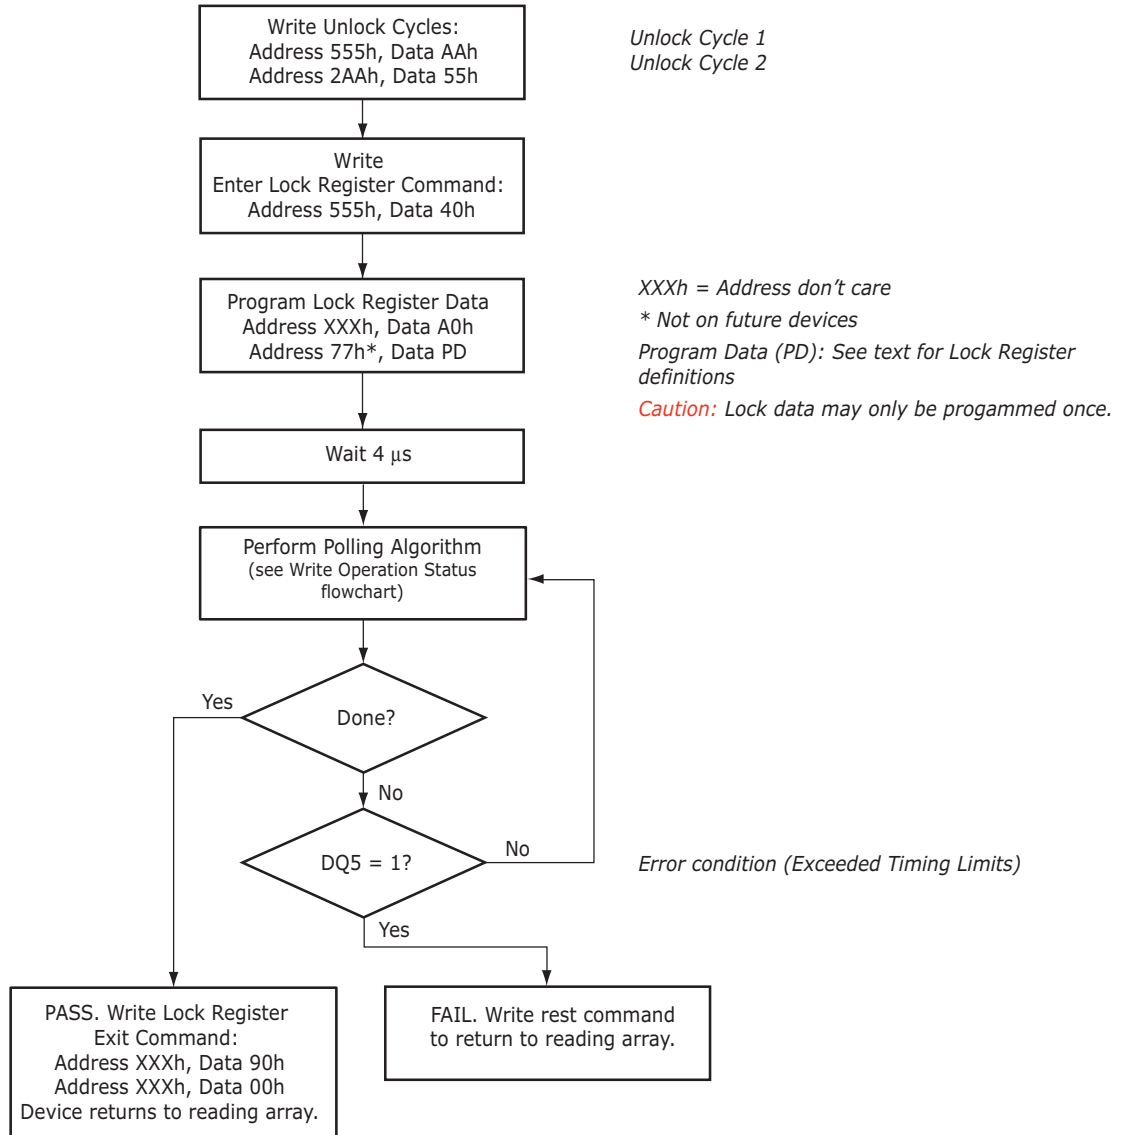 Write Unlock Cycles:
Address 555h, Data AAh
Address 2AAh, Data 55h
Unlock Cycle 1
Unlock Cycle 2
Write
Enter Lock Register Command:
Address 555h, Data 40h
Program Lock Register Data
Address XXXh, Data A0h
Address 77h*, Data PD
XXXh = Address don’t care
* Not on future devices
Program Data (PD): See text for Lock Register
definitions
Caution: Lock data may only be progammed once.
Wait 4 μs
Perform Polling Algorithm
(see Write Operation Status
flowchart)
Yes
Done?
No
DQ5 = 1?
No
Error condition (Exceeded Timing Limits)
Yes
PASS. Write Lock Register
Exit Command:
Address XXXh, Data 90h
Address XXXh, Data 00h
Device returns to reading array.
FAIL. Write rest command
to return to reading array.